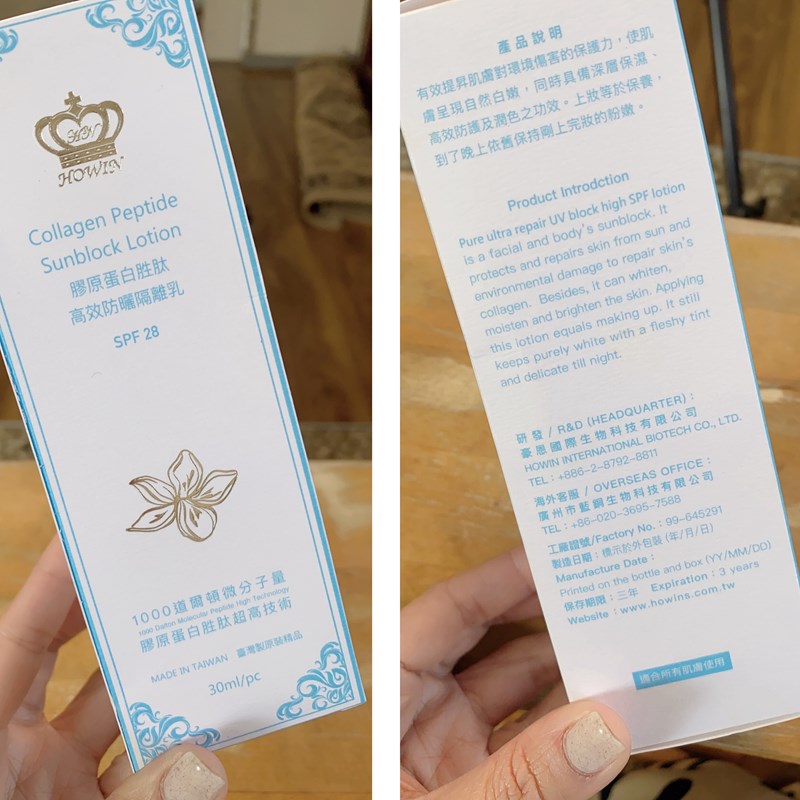 HN
HOWIN
Collagen Peptide
Sunblock Lotion
膠原蛋白胜肽
高效防曬隔離乳
SPF 28
1000道爾頓微分子量
1000 Dalton Molecular Peptide High Technology
膠原蛋白胜肽超高技術
MADE IN TAIWAN 臺灣製原裝精品
30ml/pc
產品說明
有效提昇肌膚對環境傷害的保護力，使肌
膚呈現自然白嫩，同時具備深層保濕、
高效防護及潤色之功效。上妝等於保養，
到了晚上依舊保持剛上完妝的粉嫩。
Product Introdction
Pure ultra repair UV block high SPF lotion
is a facial and body's sunblock. It
protects and repairs skin from sun and
environmental damage to repair skin's
collagen. Besides, it can whiten,
moisten and brighten the skin. Applying
this lotion equals making up. It still
keeps purely white with a fleshy tint
and delicate till night.
研發 / R&D (HEADQUARTER)：
豪恩國際生物科技有限公司
HOWIN INTERNATIONAL BIOTECH CO., LTD.
TEL：+886-2-8792-8811
海外客服 / OVERSEAS OFFICE：
廣州市藍銅生物科技有限公司
TEL：+86-020-3695-7588
工廠證號/Factory No.：99-645291
製造日期：標示於外包裝 (年/月/日)
Manufacture Date：
Printed on the bottle and box (YY/MM/DD)
保存期限：三年 Expiration：3 years
Website：www.howins.com.tw
適合所有肌膚使用